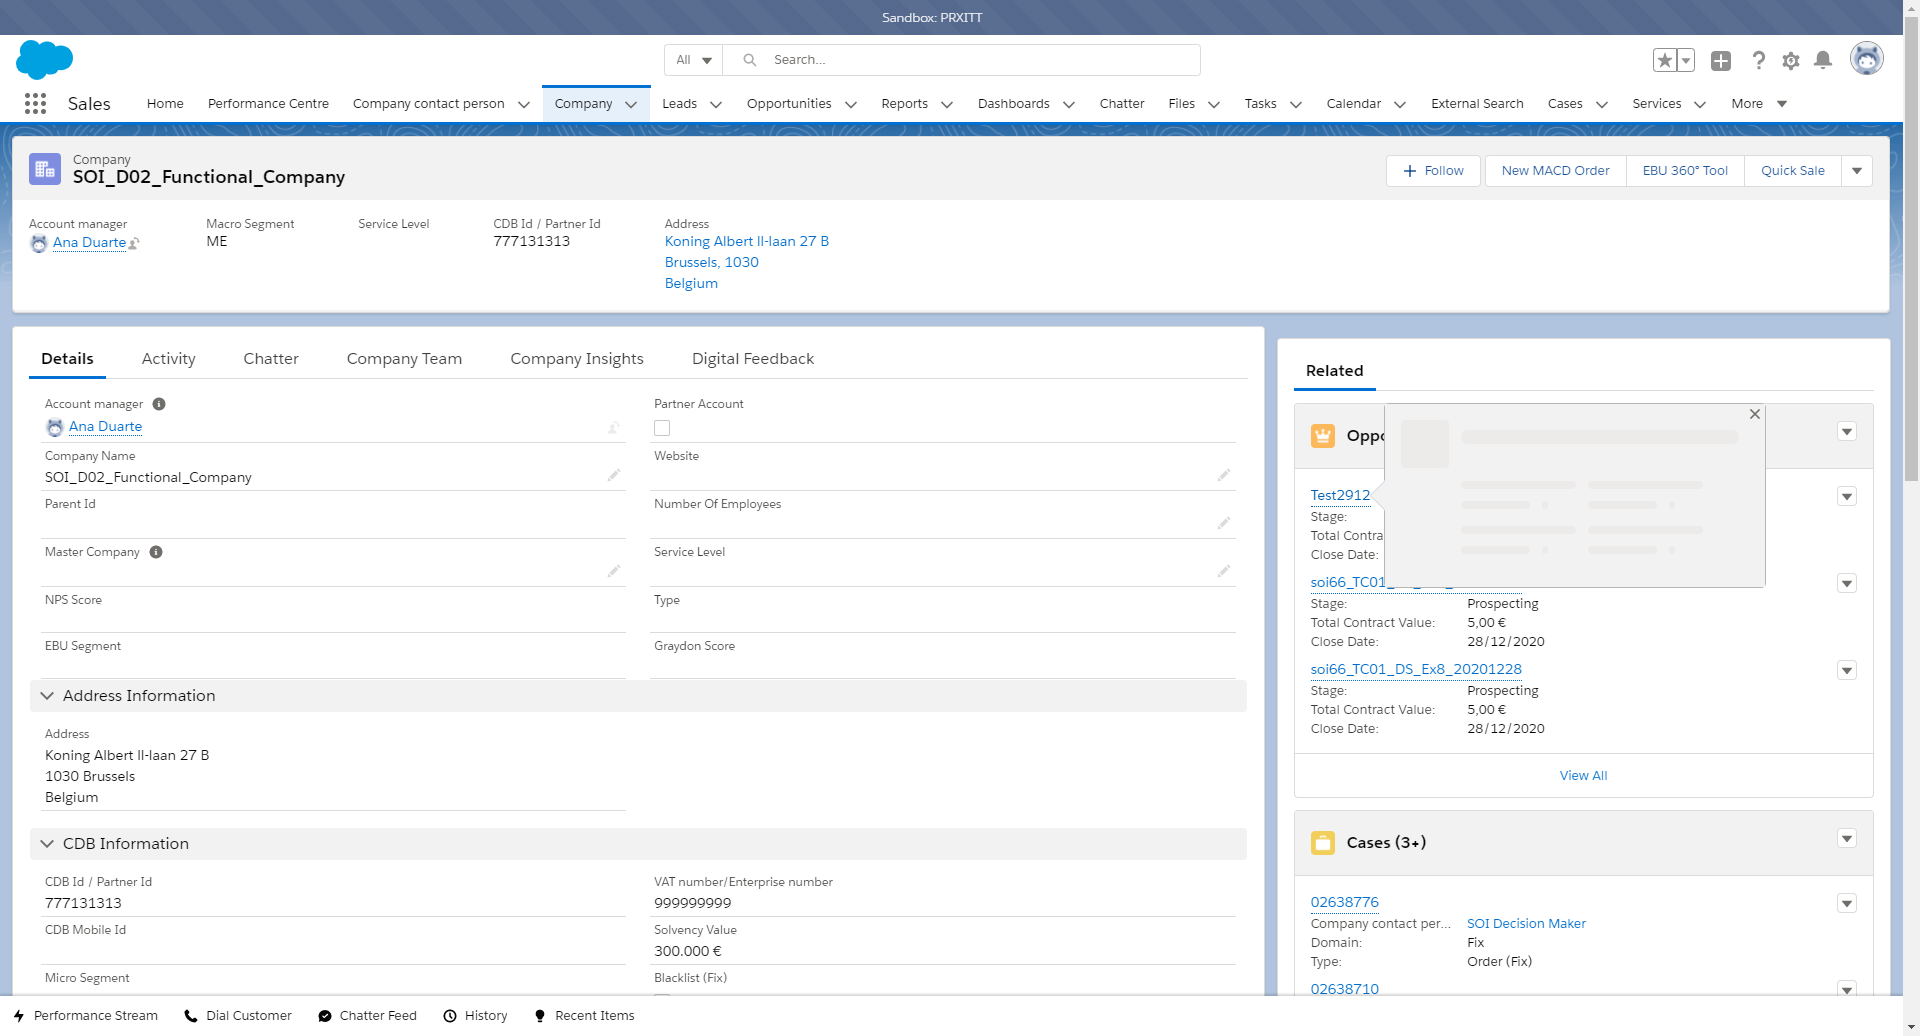 Sandbox: PRXITT
All
Search...
Sales
Home
Performance Centre
Company contact person
Company
Leads
Opportunities
Reports
Dashboards
Chatter
Files
Tasks
Calendar
External Search
Cases
Services
More
Company
SOI_D02_Functional_Company
Follow
New MACD Order
EBU 360° Tool
Quick Sale
Account manager
Ana Duarte
Macro Segment
ME
Service Level
CDB Id / Partner Id
777131313
Address
Koning Albert II-laan 27 B
Brussels, 1030
Belgium
Details
Activity
Chatter
Company Team
Company Insights
Digital Feedback
Account manager
Ana Duarte
Partner Account
Company Name
SOI_D02_Functional_Company
Website
Parent Id
Number Of Employees
Master Company
Service Level
NPS Score
Type
EBU Segment
Graydon Score
Address Information
Address
Koning Albert II-laan 27 B
1030 Brussels
Belgium
CDB Information
CDB Id / Partner Id
777131313
VAT number/Enterprise number
999999999
CDB Mobile Id
Solvency Value
300.000 €
Micro Segment
Blacklist (Fix)
Related
Oppo
Test2912
Stage:
Total Contra
Close Date:
soi66_TC01_
Stage: Prospecting
Total Contract Value: 5,00 €
Close Date: 28/12/2020
soi66_TC01_DS_Ex8_20201228
Stage: Prospecting
Total Contract Value: 5,00 €
Close Date: 28/12/2020
View All
Cases (3+)
02638776
Company contact per... SOI Decision Maker
Domain: Fix
Type: Order (Fix)
02638710
Performance Stream
Dial Customer
Chatter Feed
History
Recent Items